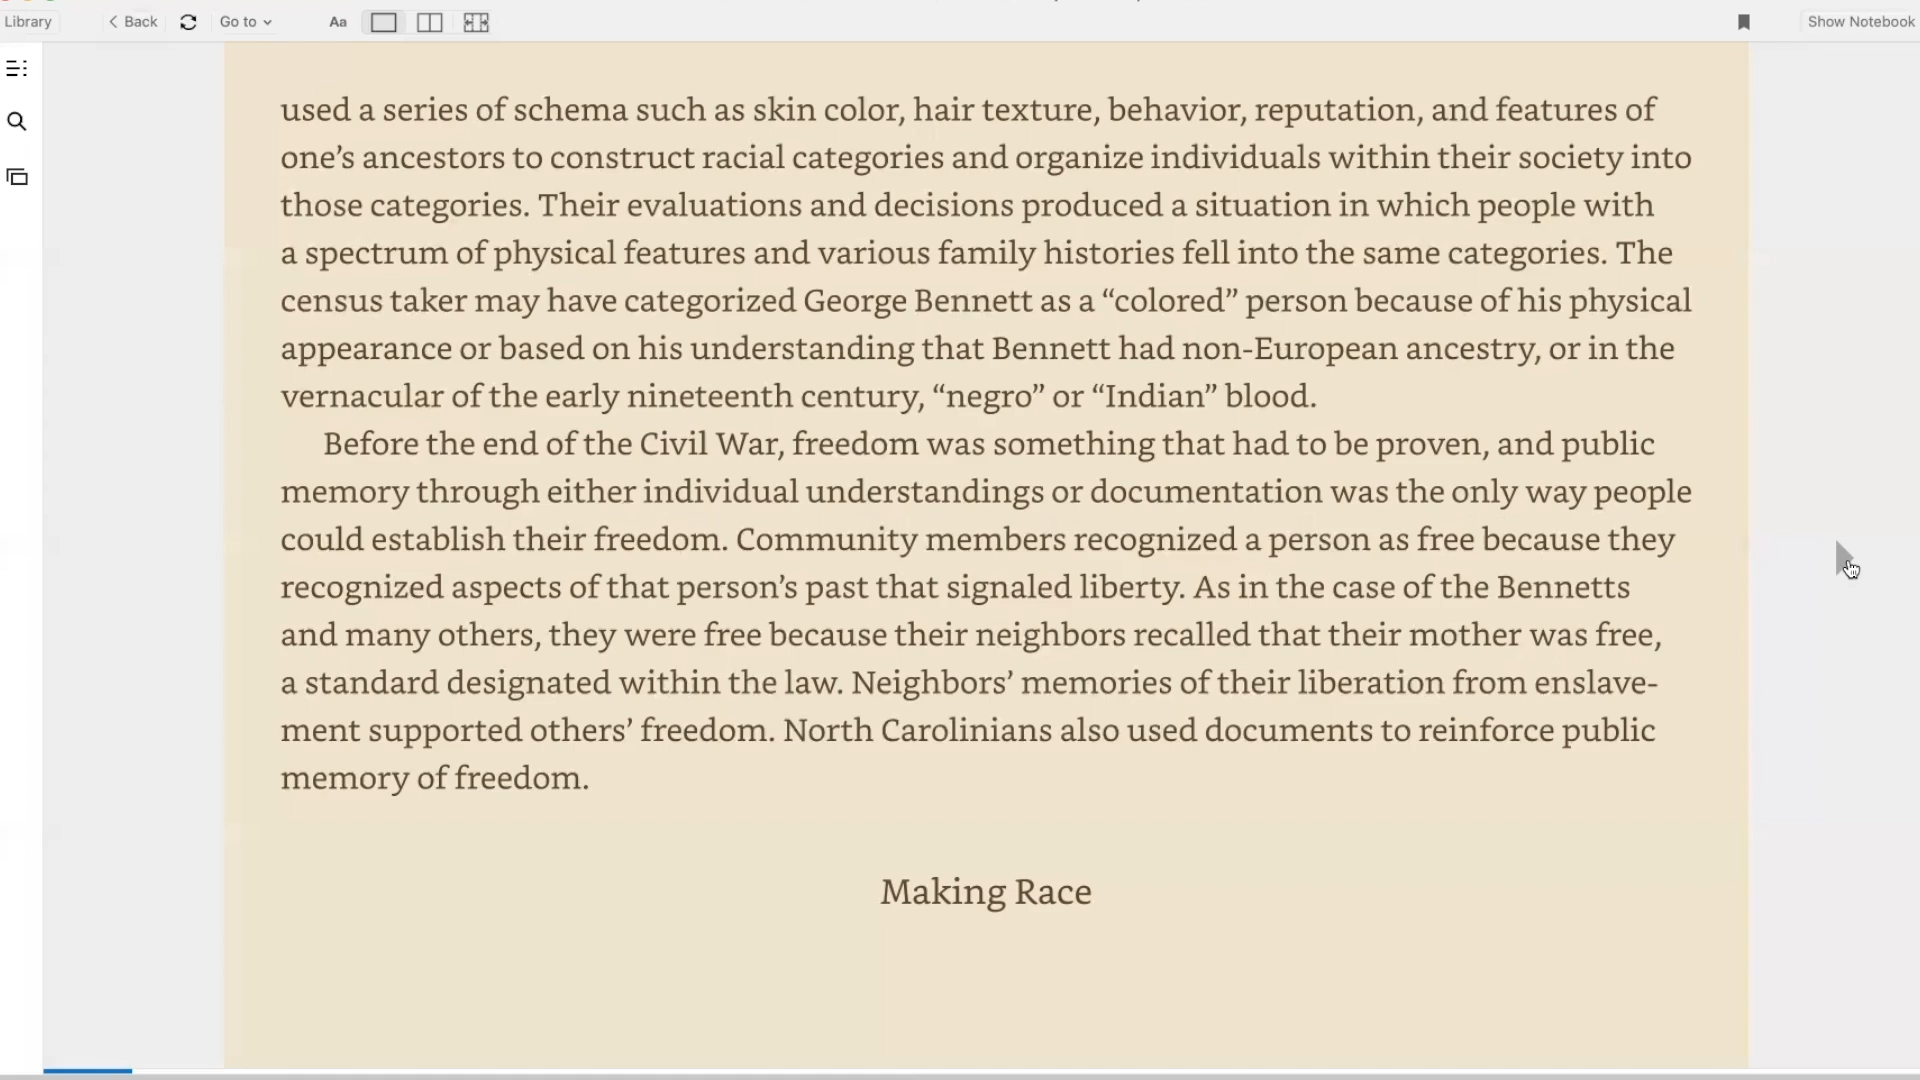 Library
Back
Go to
Aa
Show Notebook
used a series of schema such as skin color, hair texture, behavior, reputation, and features of
one’s ancestors to construct racial categories and organize individuals within their society into
those categories. Their evaluations and decisions produced a situation in which people with
a spectrum of physical features and various family histories fell into the same categories. The
census taker may have categorized George Bennett as a “colored” person because of his physical
appearance or based on his understanding that Bennett had non-European ancestry, or in the
vernacular of the early nineteenth century, “negro” or “Indian” blood.
Before the end of the Civil War, freedom was something that had to be proven, and public
memory through either individual understandings or documentation was the only way people
could establish their freedom. Community members recognized a person as free because they
recognized aspects of that person’s past that signaled liberty. As in the case of the Bennetts
and many others, they were free because their neighbors recalled that their mother was free,
a standard designated within the law. Neighbors’ memories of their liberation from enslave-
ment supported others’ freedom. North Carolinians also used documents to reinforce public
memory of freedom.
Making Race